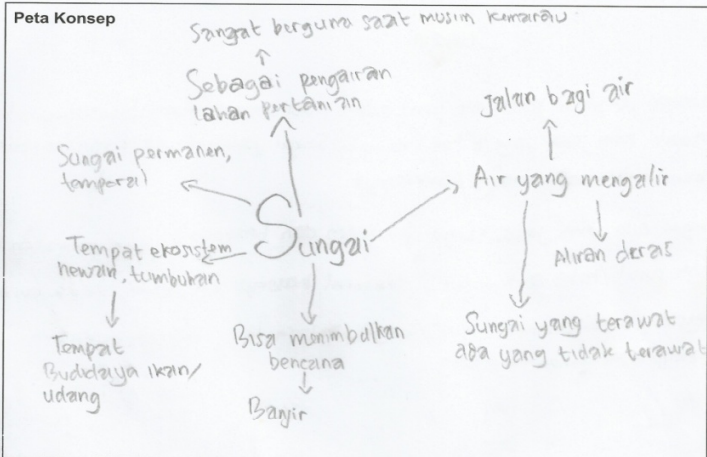 Peta Konsep
Sangat berguna saat musim kemarau
Sebagai pengairan
lahan pertanian
Jalan bagi air
Sungai permanen,
temporal
Air yang mengalir
Sungai
Tempat ekosistem
hewan, tumbuhan
Aliran deras
Tempat
Budidaya ikan/
udang
Bisa menimbulkan
bencana
Banjir
Sungai yang terawat
ada yang tidak terawat